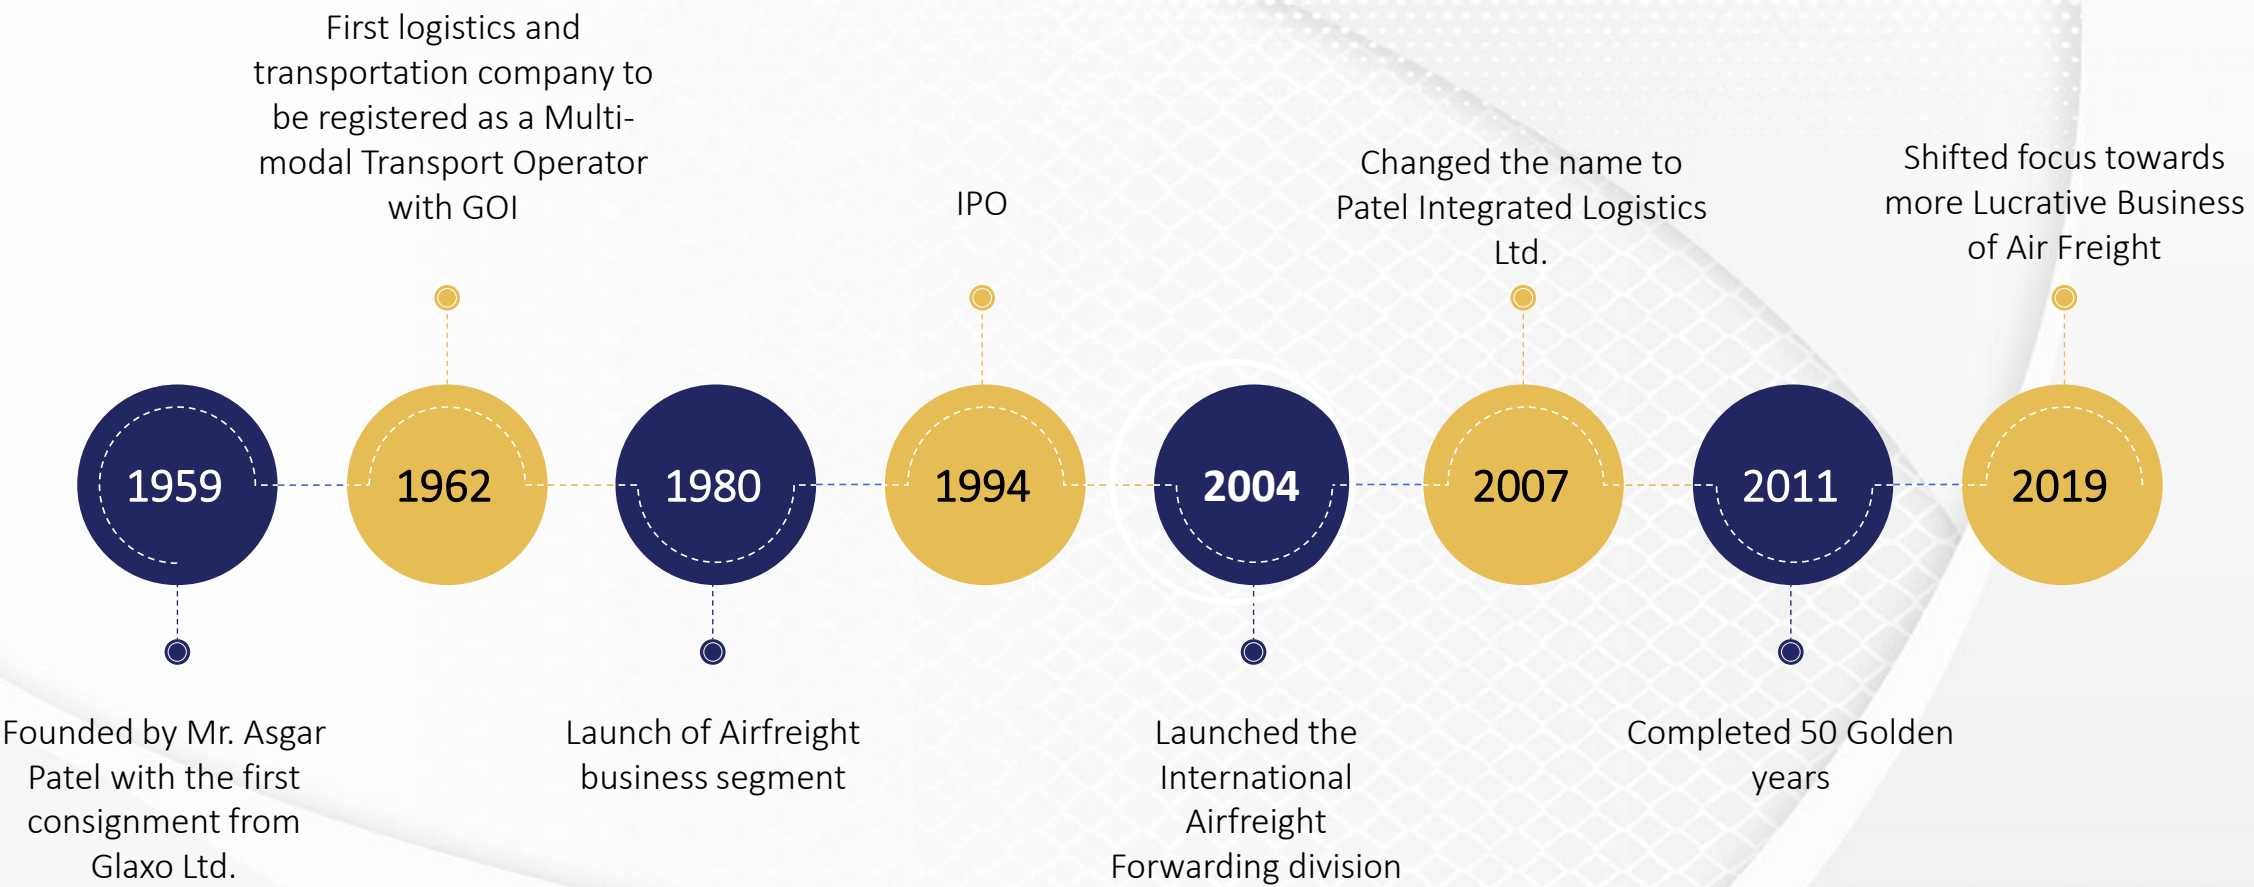 First logistics and
transportation company to
be registered as a Multi-
modal Transport Operator
with GOI
IPO
Changed the name to
Patel Integrated Logistics
Ltd.
Shifted focus towards
more Lucrative Business
of Air Freight
1959
1962
1980
1994
2004
2007
2011
2019
Founded by Mr. Asgar
Patel with the first
consignment from
Glaxo Ltd.
Launch of Airfreight
business segment
Launched the
International
Airfreight
Forwarding division
Completed 50 Golden
years